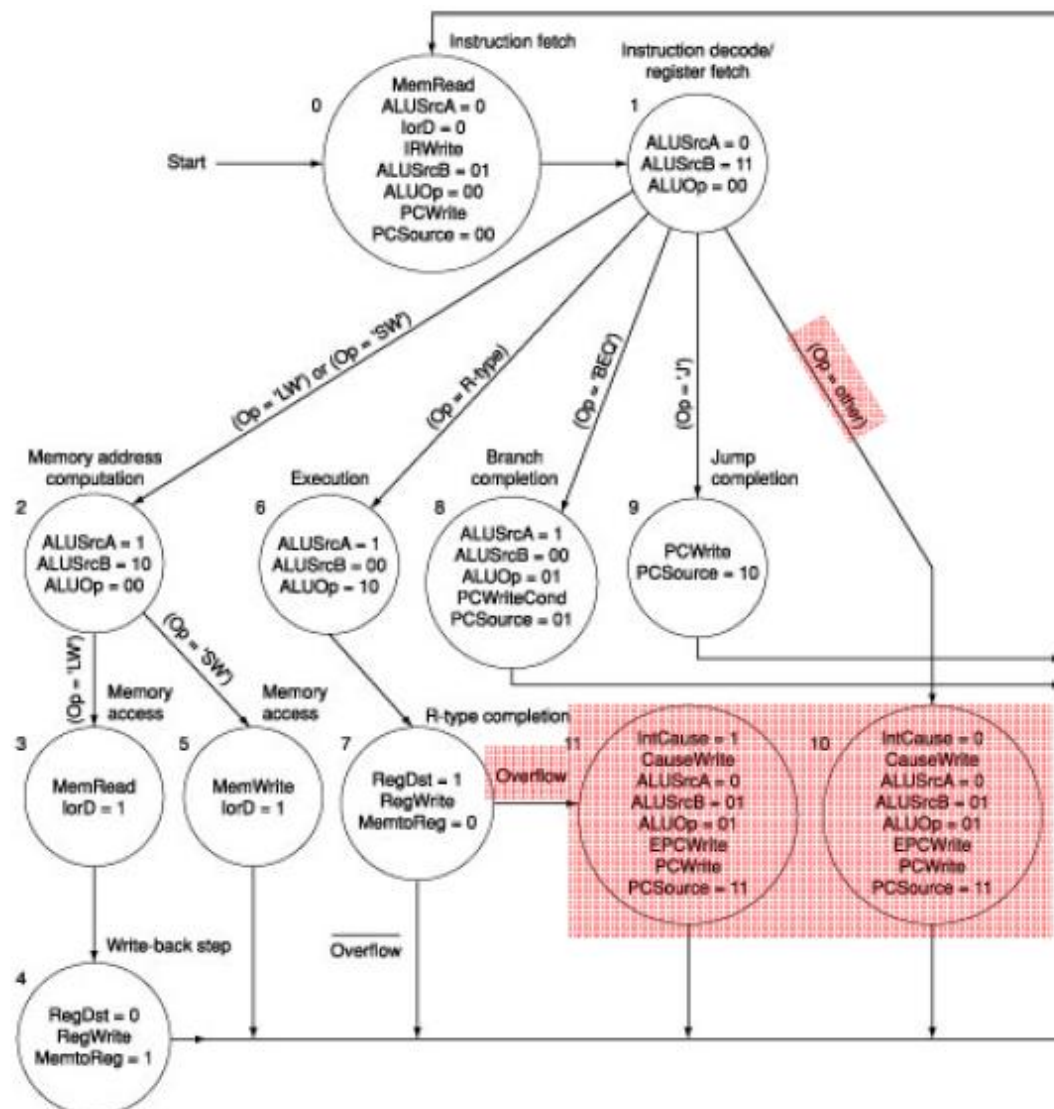 Instruction fetch
Instruction decode/
register fetch
0
MemRead
ALUSrcA = 0
IorD = 0
IRWrite
ALUSrcB = 01
ALUOp = 00
PCWrite
PCSource = 00
1
ALUSrcA = 0
ALUSrcB = 11
ALUOp = 00
Start
(Op = 'LW') or (Op = 'SW')
(Op = R-type)
(Op = 'BEQ')
(Op = 'J')
(Op = other)
Memory address
computation
2
ALUSrcA = 1
ALUSrcB = 10
ALUOp = 00
Execution
6
ALUSrcA = 1
ALUSrcB = 00
ALUOp = 10
Branch
completion
8
ALUSrcA = 1
ALUSrcB = 00
ALUOp = 01
PCWriteCond
PCSource = 01
Jump
completion
9
PCWrite
PCSource = 10
(Op = 'LW')
(Op = 'SW')
Memory
access
3
MemRead
IorD = 1
Memory
access
5
MemWrite
IorD = 1
R-type completion
7
RegDst = 1
RegWrite
MemtoReg = 0
Overflow
11
IntCause = 1
CauseWrite
ALUSrcA = 0
ALUSrcB = 01
ALUOp = 01
EPCWrite
PCWrite
PCSource = 11
10
IntCause = 0
CauseWrite
ALUSrcA = 0
ALUSrcB = 01
ALUOp = 01
EPCWrite
PCWrite
PCSource = 11
Overflow
Write-back step
4
RegDst = 0
RegWrite
MemtoReg = 1